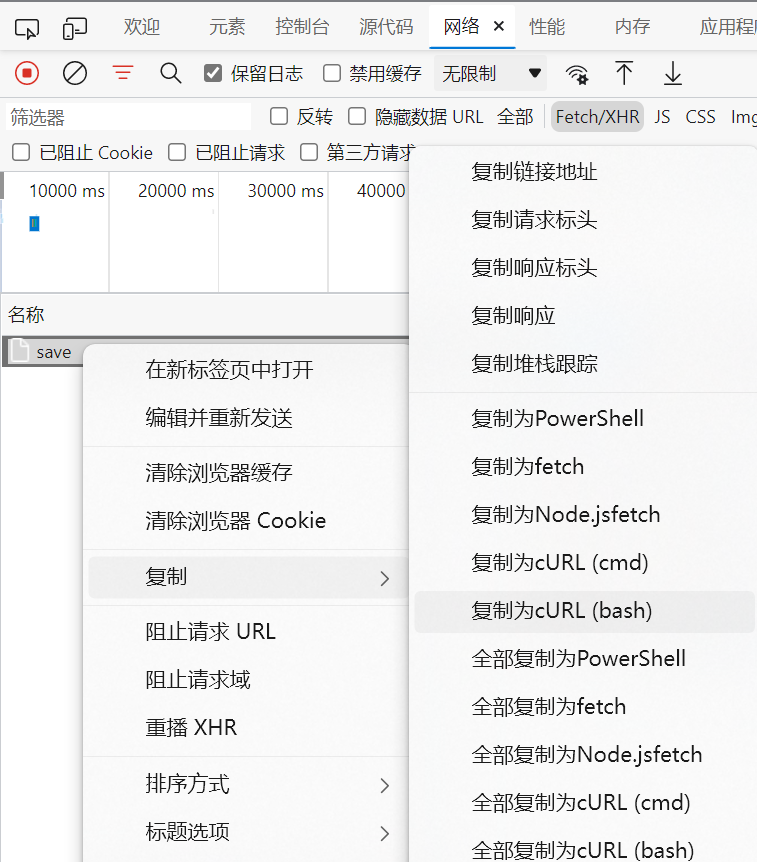 欢迎 元素 控制台 源代码 网络 性能 内存 应用程
保留日志 禁用缓存 无限制
筛选器 反转 隐藏数据 URL 全部 Fetch/XHR JS CSS Img
已阻止 Cookie 已阻止请求 第三方请求
10000 ms 20000 ms 30000 ms 40000
名称
save
在新标签页中打开
编辑并重新发送
清除浏览器缓存
清除浏览器 Cookie
复制
阻止请求 URL
阻止请求域
重播 XHR
排序方式
标题选项
复制链接地址
复制请求标头
复制响应标头
复制响应
复制堆栈跟踪
复制为PowerShell
复制为fetch
复制为Node.jsfetch
复制为cURL (cmd)
复制为cURL (bash)
全部复制为PowerShell
全部复制为fetch
全部复制为Node.jsfetch
全部复制为cURL (cmd)
全部复制为cURL (bash)